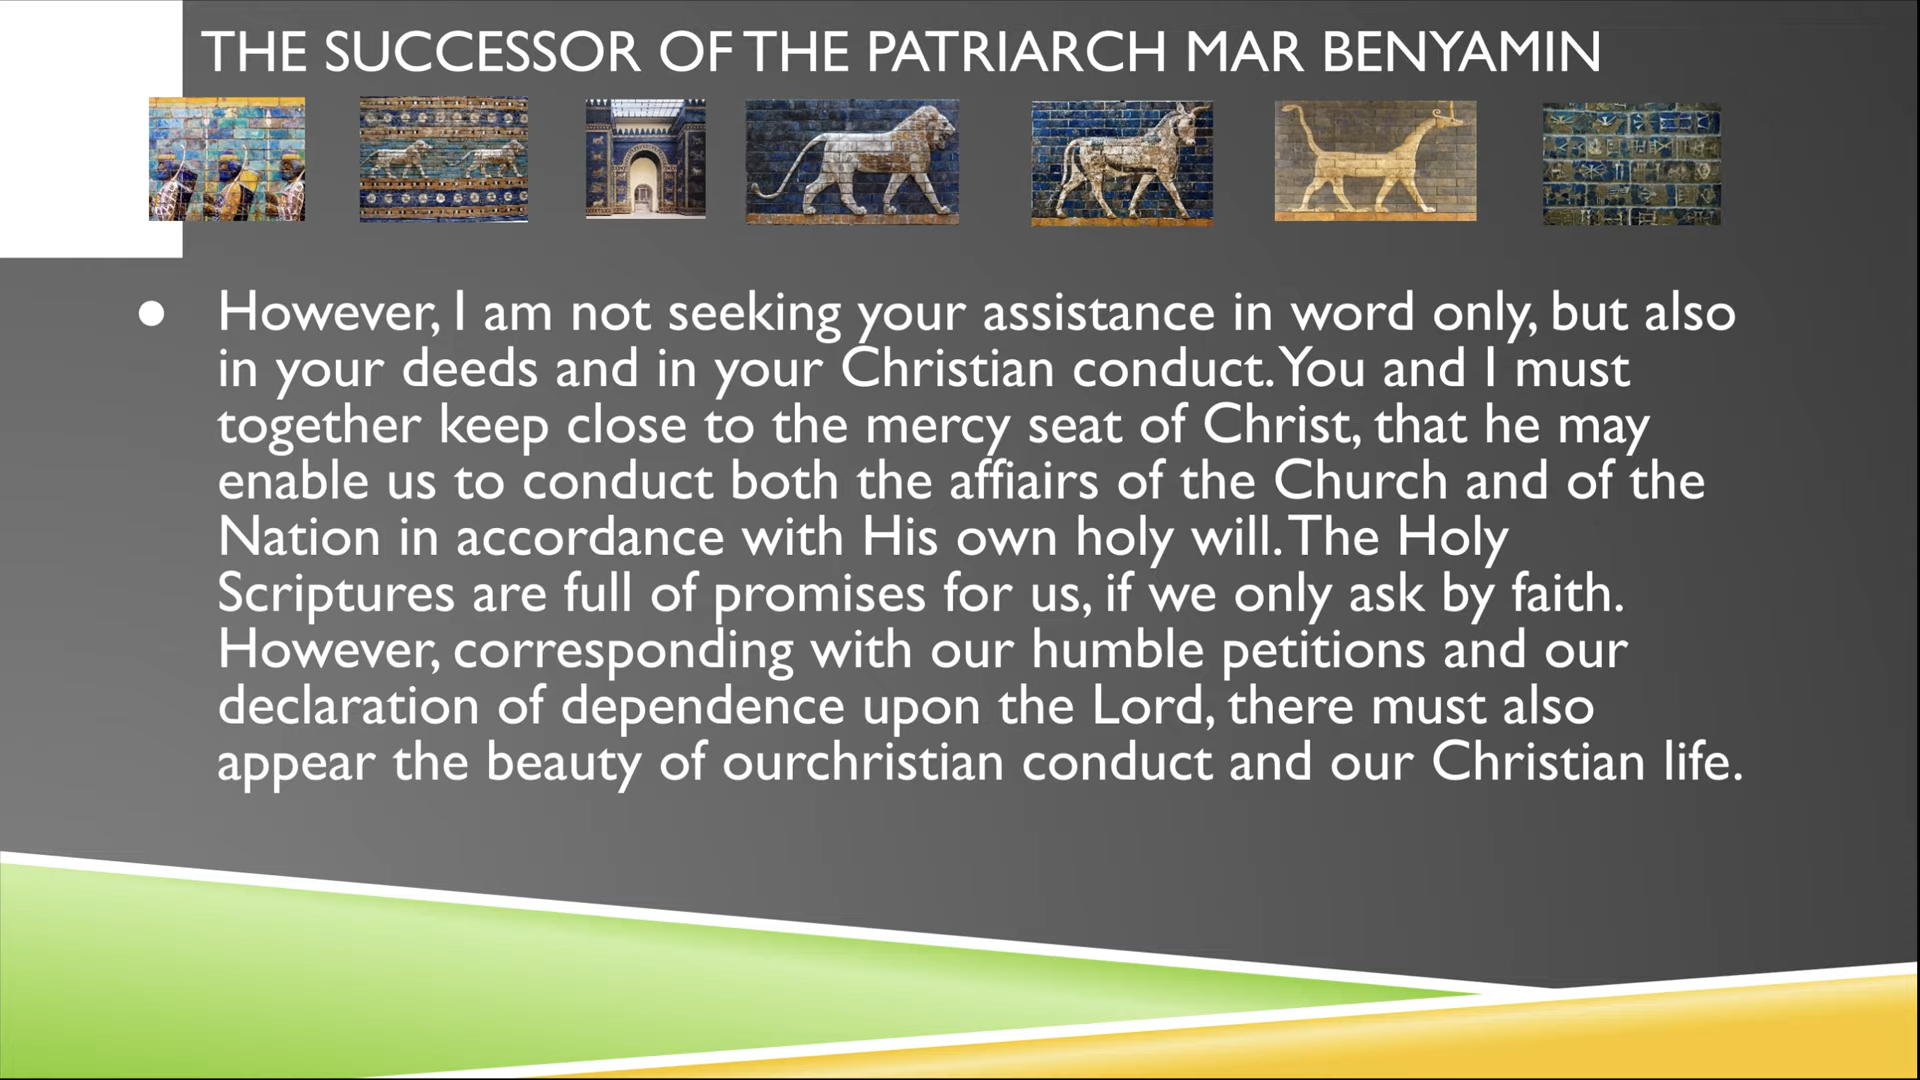 THE SUCCESSOR OF THE PATRIARCH MAR BENYAMIN
However, I am not seeking your assistance in word only, but also
in your deeds and in your Christian conduct. You and I must
together keep close to the mercy seat of Christ, that he may
enable us to conduct both the affiairs of the Church and of the
Nation in accordance with His own holy will. The Holy
Scriptures are full of promises for us, if we only ask by faith.
However, corresponding with our humble petitions and our
declaration of dependence upon the Lord, there must also
appear the beauty of ourchristian conduct and our Christian life.